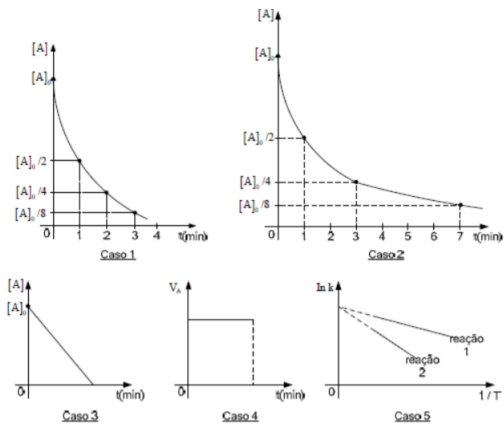 [A]
[A]₀
[A]₀/2
[A]₀/4
[A]₀/8
0 1 2 3 4 t(min)
Caso 1
[A]
[A]₀
[A]₀/2
[A]₀/4
[A]₀/8
0 1 2 3 4 5 6 7 t(min)
Caso 2
[A]
[A]₀
0 t(min)
Caso 3
V_A
0 t(min)
Caso 4
ln k
reação
1
reação
2
0 1 / T
Caso 5